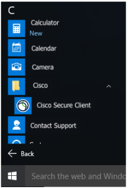 C
Calculator
New
Calendar
Camera
Cisco
Cisco Secure Client
Contact Support
Back
Search the web and Windo